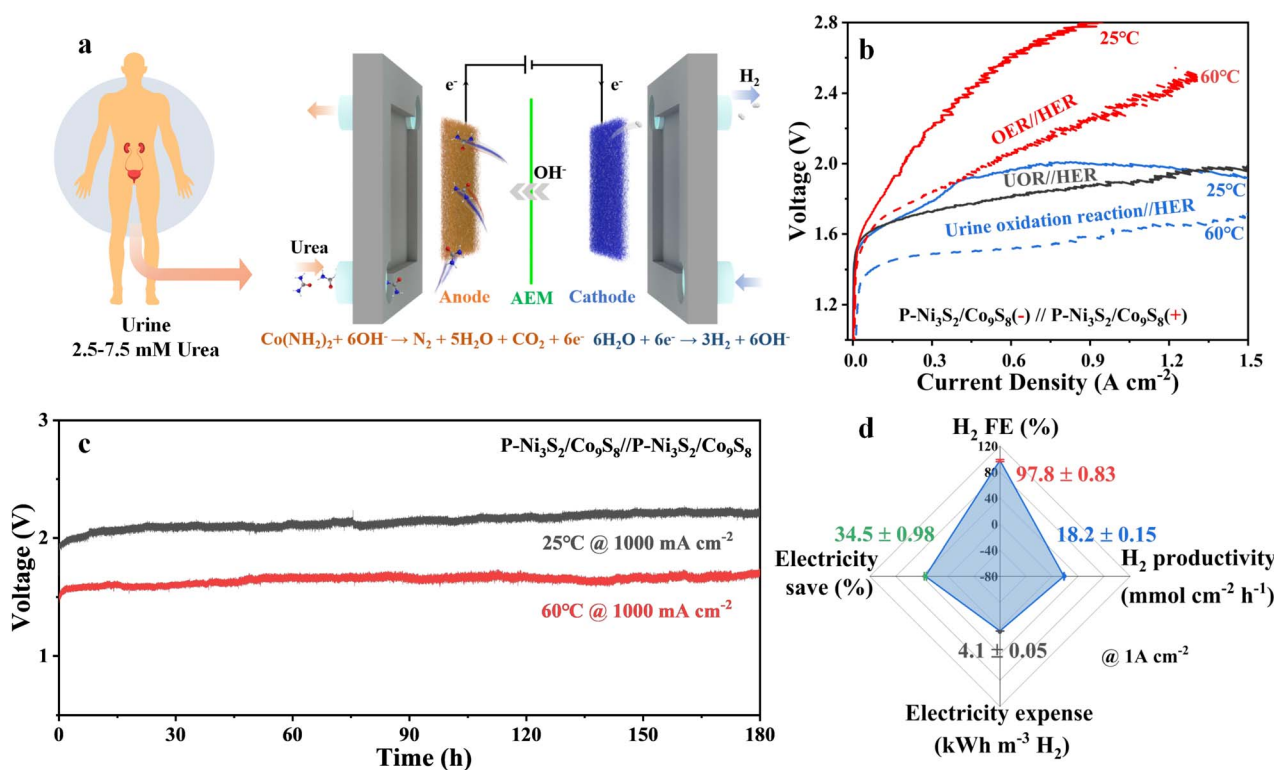 a
e⁻
e⁻
H₂
OH⁻
Urea
Anode
AEM
Cathode
Urine
2.5-7.5 mM Urea
Co(NH₂)₂+ 6OH⁻→ N₂ + 5H₂O + CO₂ + 6e⁻
6H₂O + 6e⁻→ 3H₂ + 6OH⁻
b
2.8
2.4
2.0
1.6
1.2
Voltage (V)
25°C
60°C
OER//HER
UOR//HER
25°C
Urine oxidation reaction//HER
60°C
P-Ni₃S₂/Co₉S₈(-) // P-Ni₃S₂/Co₉S₈(+)
0.0 0.3 0.6 0.9 1.2 1.5
Current Density (A cm⁻²)
c
3
2
1
Voltage (V)
P-Ni₃S₂/Co₉S₈//P-Ni₃S₂/Co₉S₈
25°C @ 1000 mA cm⁻²
60°C @ 1000 mA cm⁻²
0 30 60 90 120 150 180
Time (h)
d
H₂ FE (%)
120
80
40
0
-40
-80
97.8 ± 0.83
34.5 ± 0.98
18.2 ± 0.15
Electricity
save (%)
H₂ productivity
(mmol cm⁻² h⁻¹)
4.1 ± 0.05
@ 1A cm⁻²
Electricity expense
(kWh m⁻³ H₂)